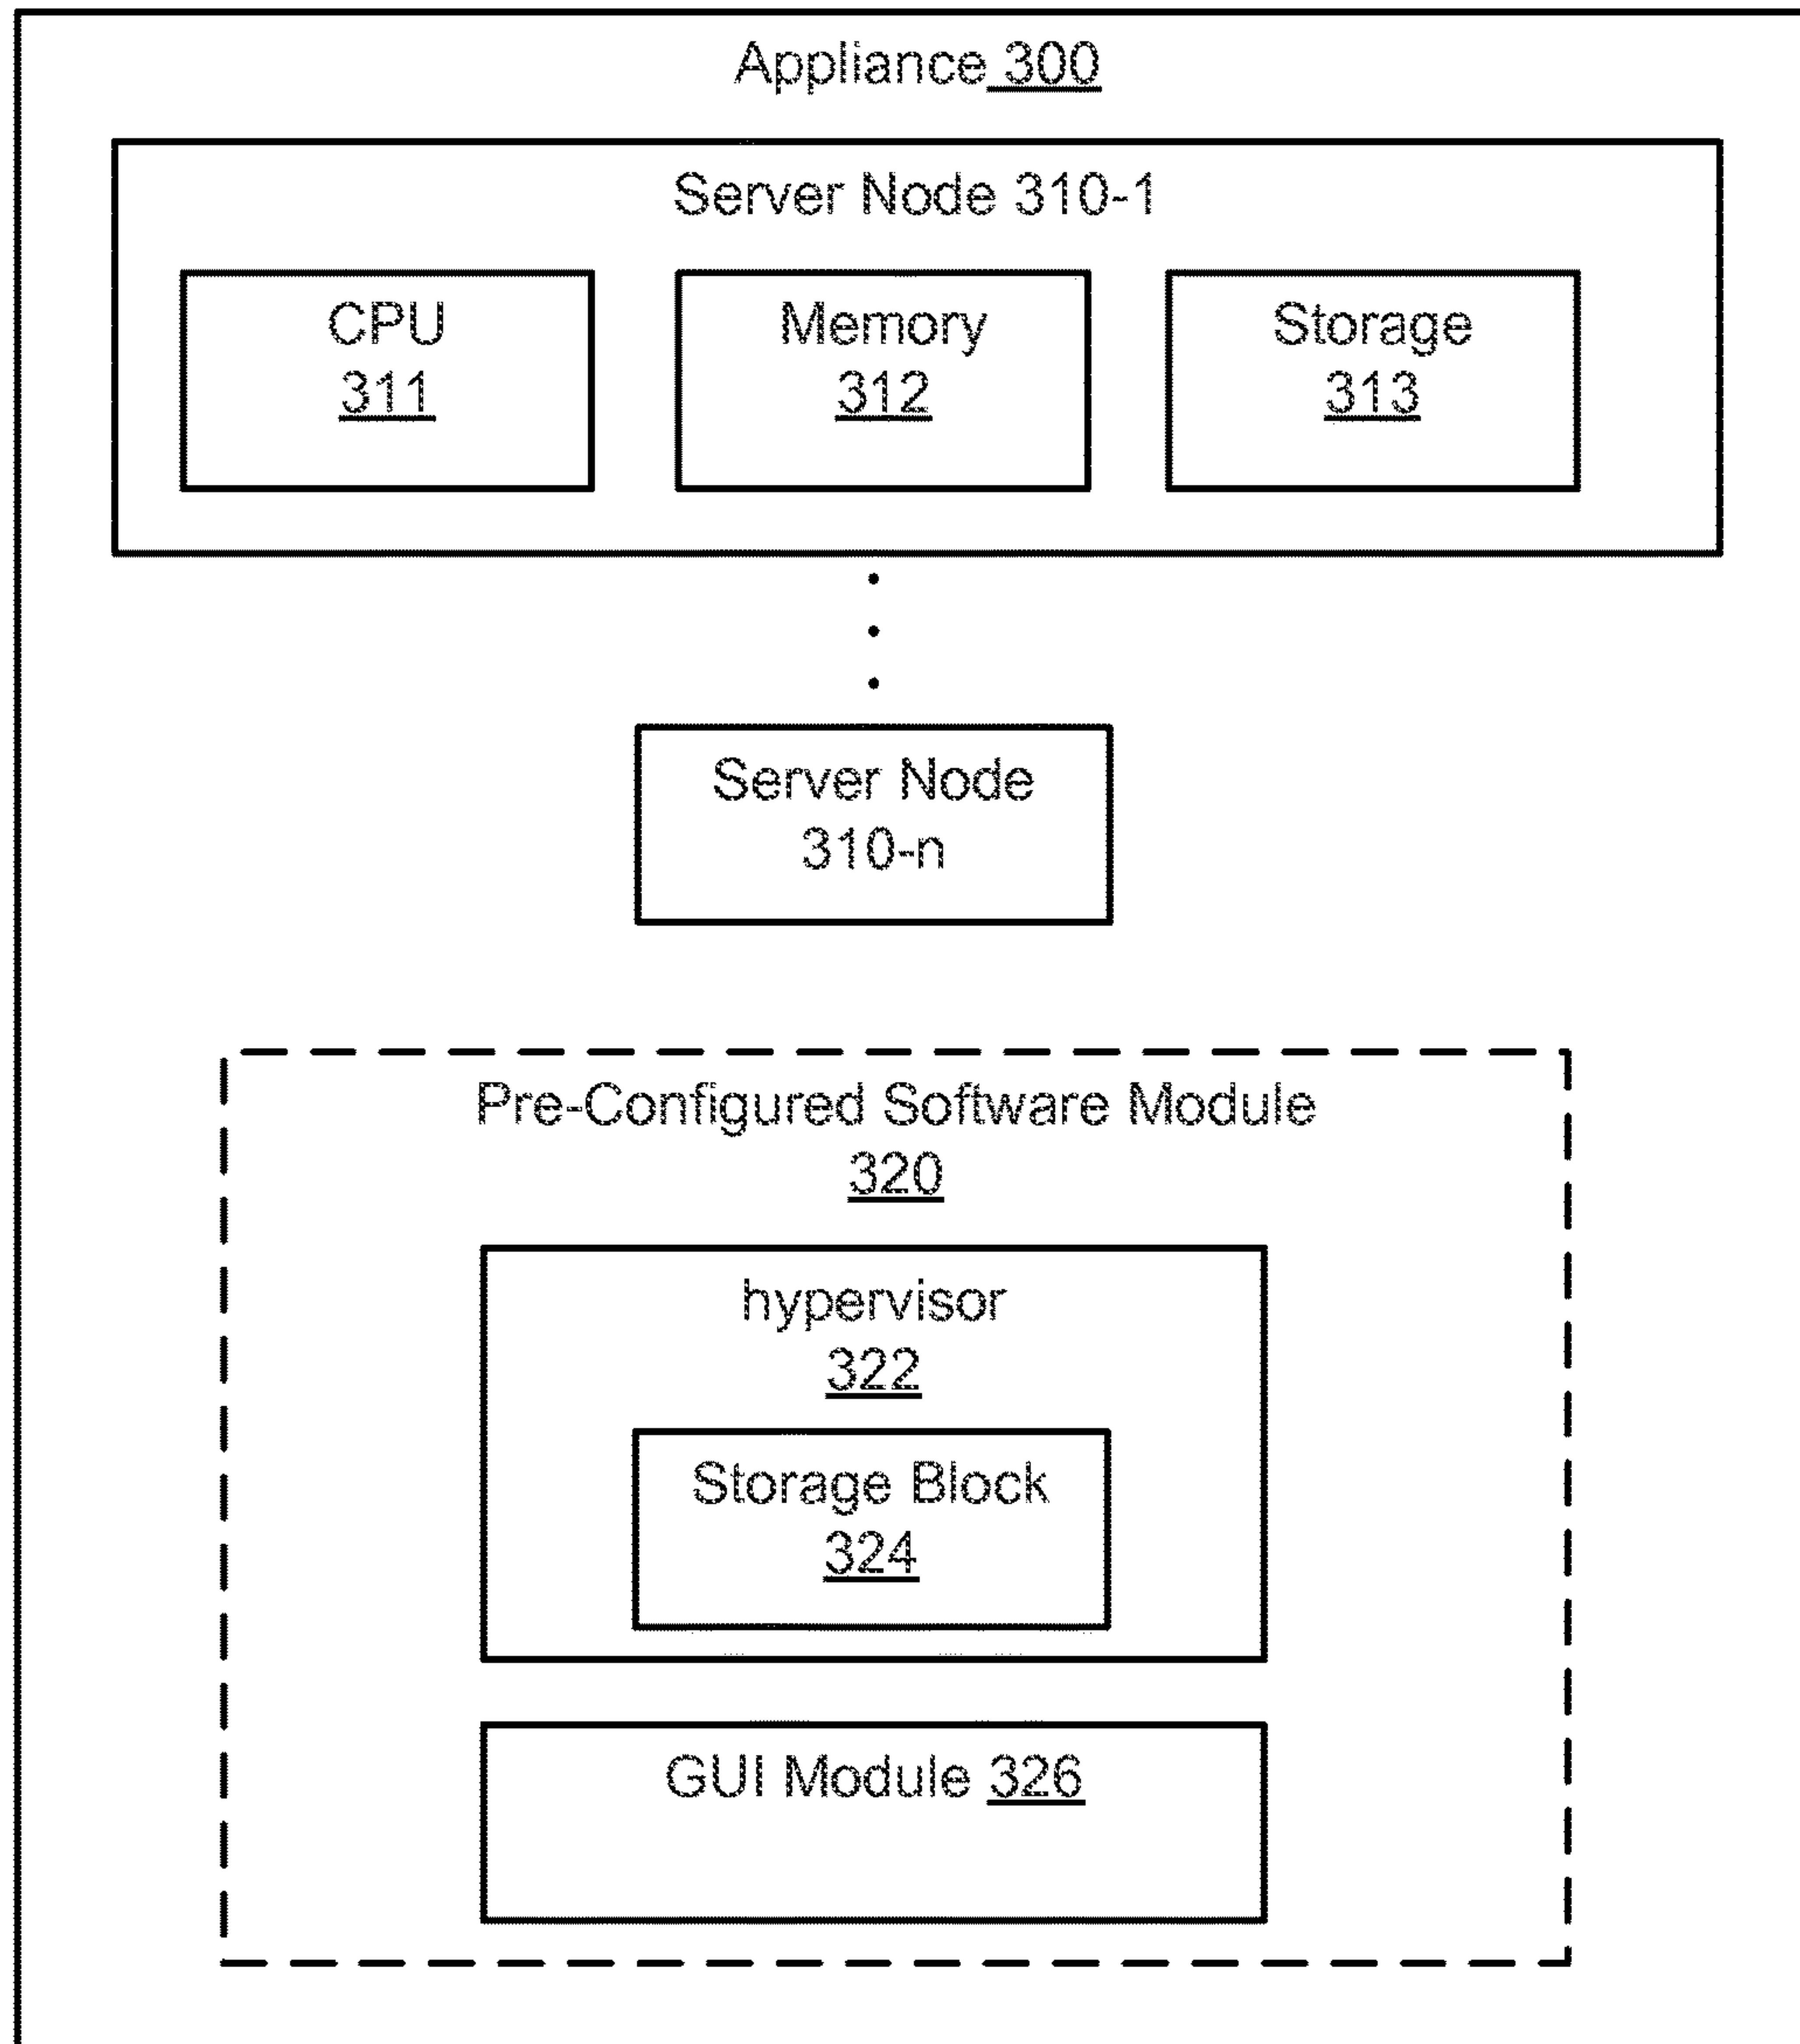 Appliance 300
Server Node 310-1
CPU
311
Memory
312
Storage
313
Server Node
310-n
Pre-Configured Software Module
320
hypervisor
322
Storage Block
324
GUI Module 326